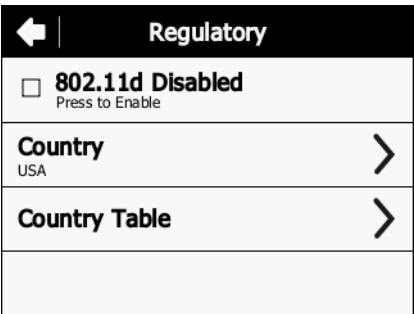 Regulatory
802.11d Disabled
Press to Enable
Country
USA
Country Table